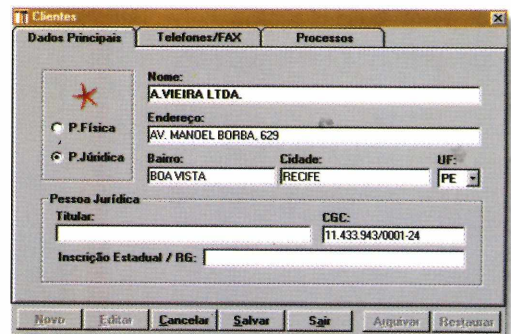 Clientes
Dados Principais Telefones/FAX Processos
Nome:
A.VIEIRA LTDA.
Endereço:
AV. MANOEL BORBA, 629
P.Física
P.Júridica
Bairro: Cidade: UF:
BOA VISTA RECIFE PE
Pessoa Jurídica
Titular: CGC:
11.433.943/0001-24
Inscrição Estadual / RG:
Novo Editar Cancelar Salvar Sair Arquivar Restaurar